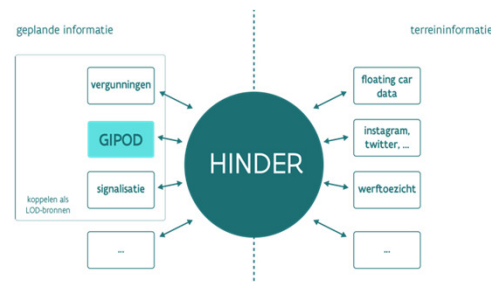 geplande informatie
terreininformatie
vergunningen
GIPOD
signalisatie
koppelen als
LOD-bronnen
...
HINDER
floating car
data
instagram,
twitter, ...
werftoezicht
...